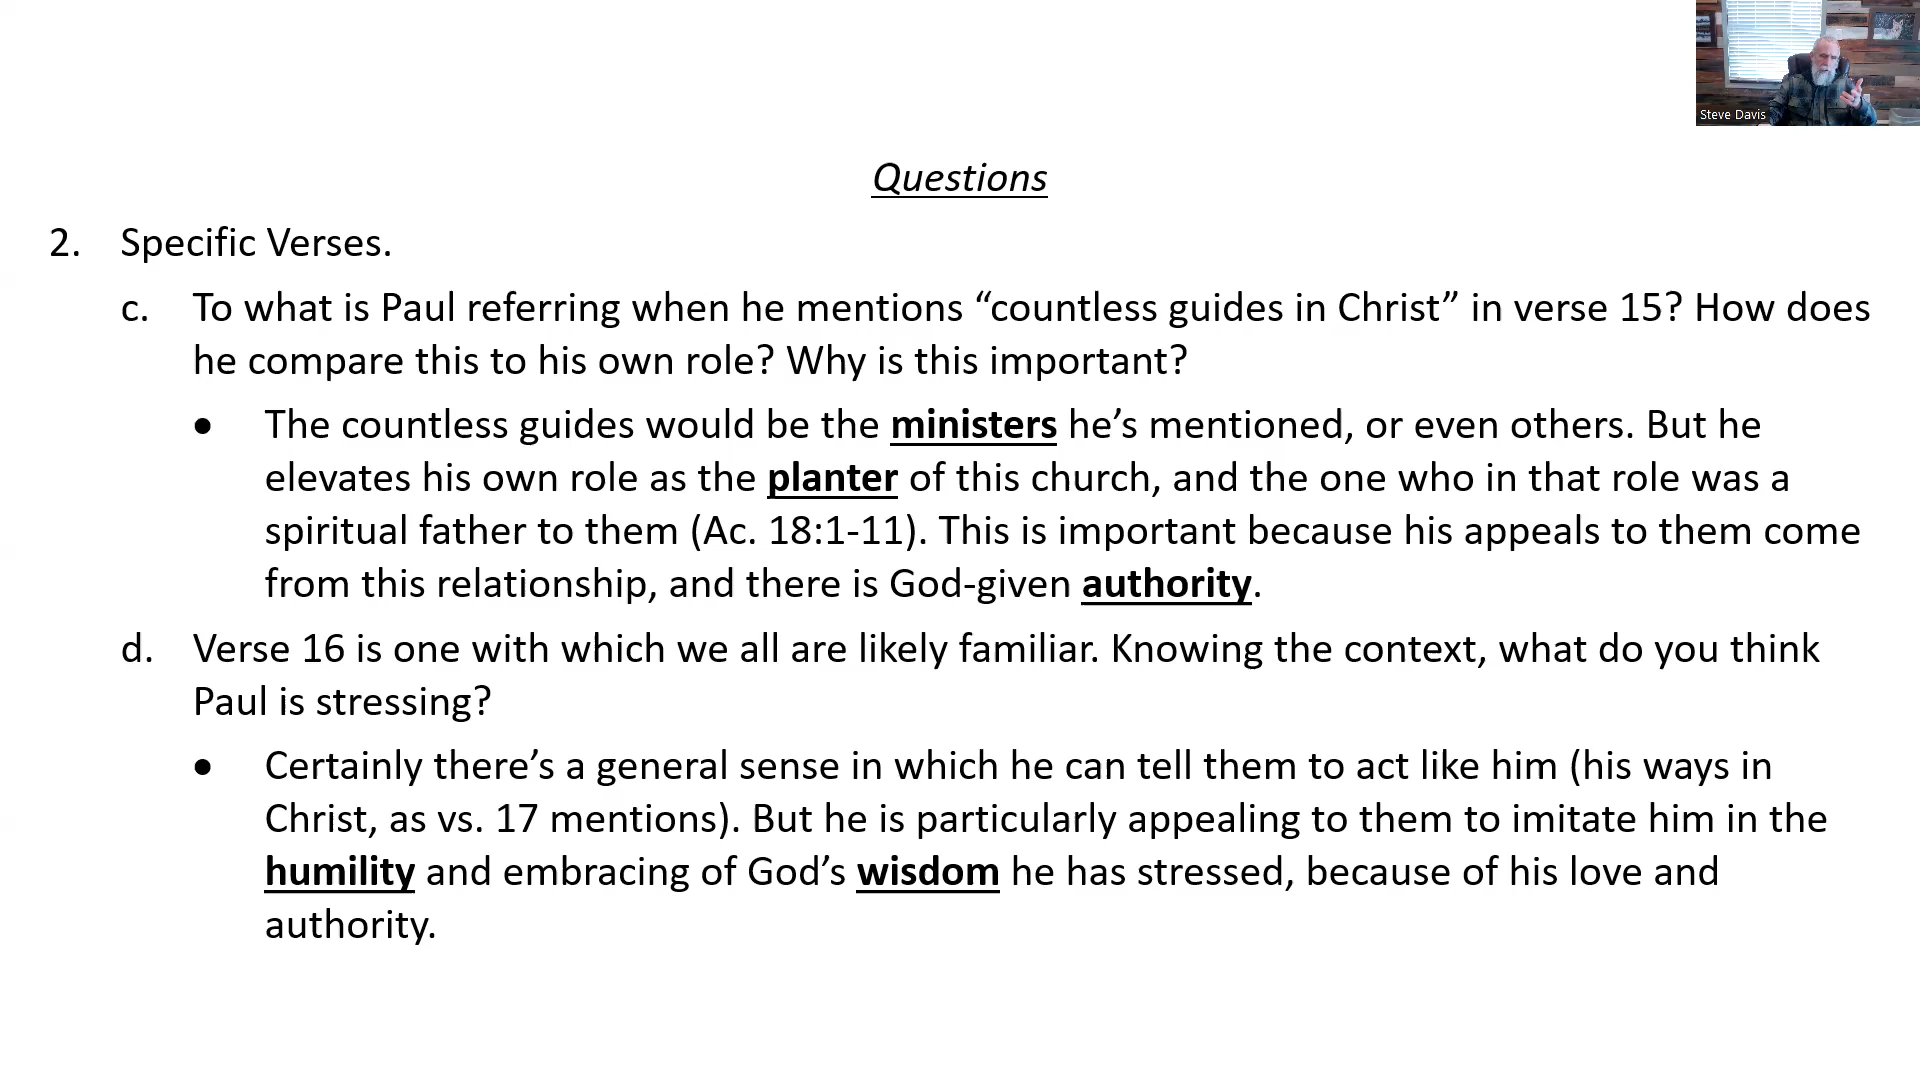 Steve Davis
Questions
2. Specific Verses.
c. To what is Paul referring when he mentions “countless guides in Christ” in verse 15? How does
he compare this to his own role? Why is this important?
• The countless guides would be the ministers he’s mentioned, or even others. But he
elevates his own role as the planter of this church, and the one who in that role was a
spiritual father to them (Ac. 18:1-11). This is important because his appeals to them come
from this relationship, and there is God-given authority.
d. Verse 16 is one with which we all are likely familiar. Knowing the context, what do you think
Paul is stressing?
• Certainly there’s a general sense in which he can tell them to act like him (his ways in
Christ, as vs. 17 mentions). But he is particularly appealing to them to imitate him in the
humility and embracing of God’s wisdom he has stressed, because of his love and
authority.